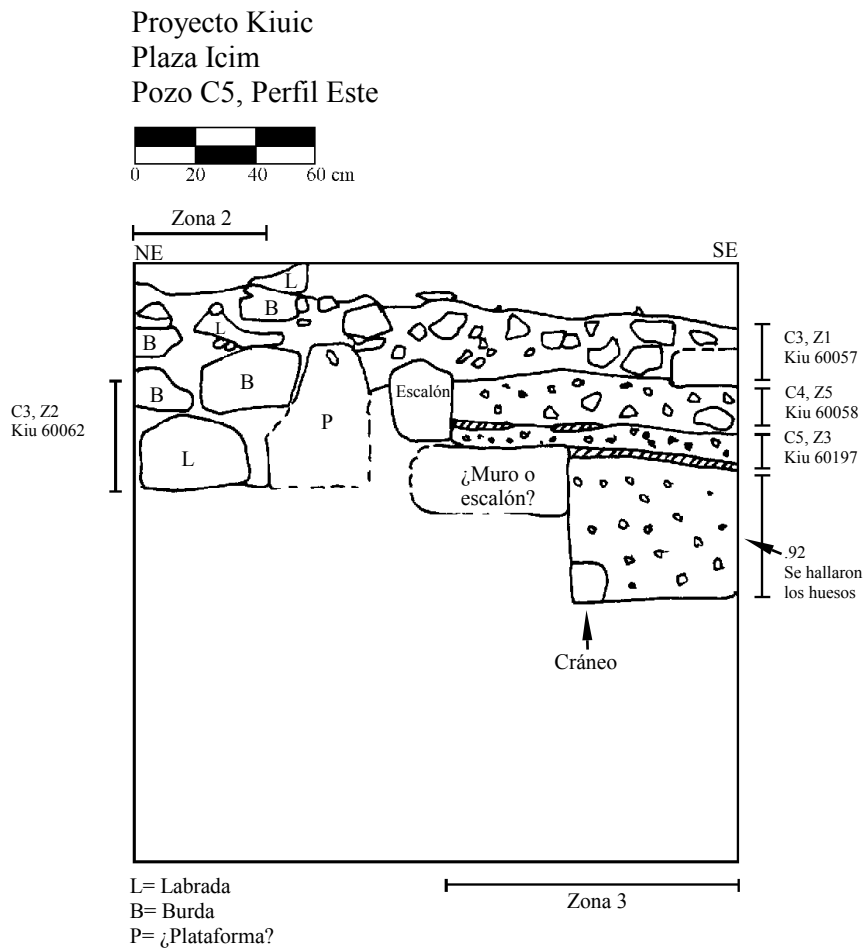 Proyecto Kiuic
Plaza Icim
Pozo C5, Perfil Este
0 20 40 60 cm
Zona 2
NE SE
L
B
L
B
B
B
L
P
Escalón
¿Muro o
escalón?
C3, Z2
Kiu 60062
C3, Z1
Kiu 60057
C4, Z5
Kiu 60058
C5, Z3
Kiu 60197
.92
Se hallaron
los huesos
Cráneo
Zona 3
L= Labrada
B= Burda
P= ¿Plataforma?